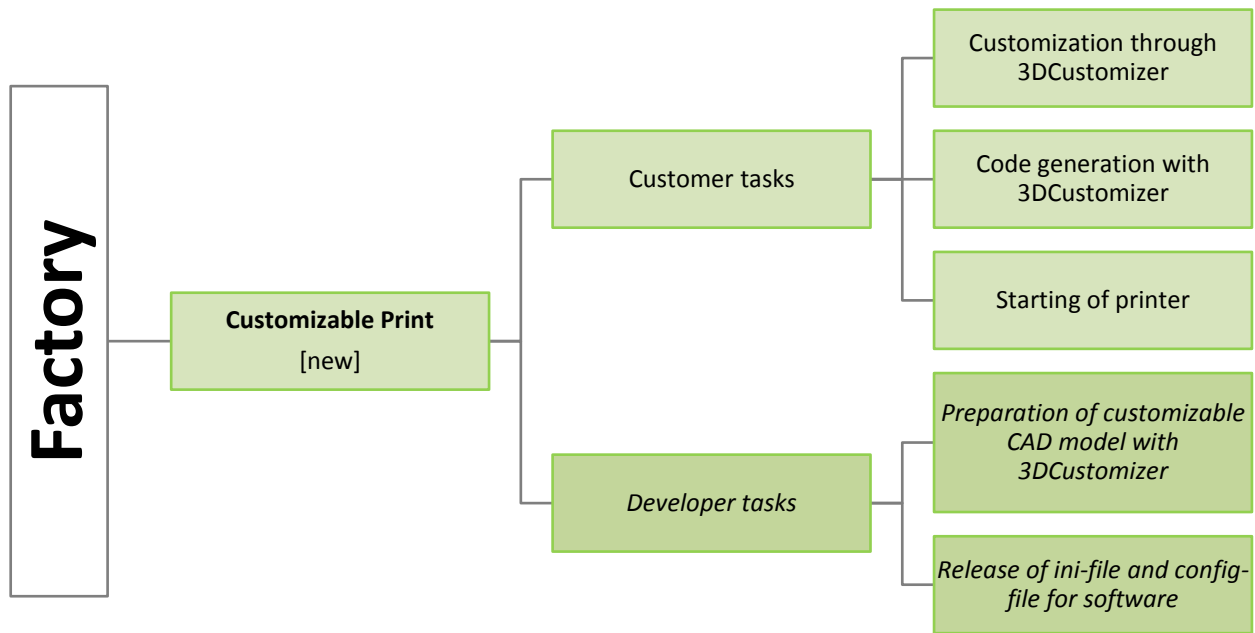 Factory
Customizable Print
[new]
Customer tasks
Customization through
3DCustomizer
Code generation with
3DCustomizer
Starting of printer
Developer tasks
Preparation of customizable
CAD model with
3DCustomizer
Release of ini-file and config-
file for software